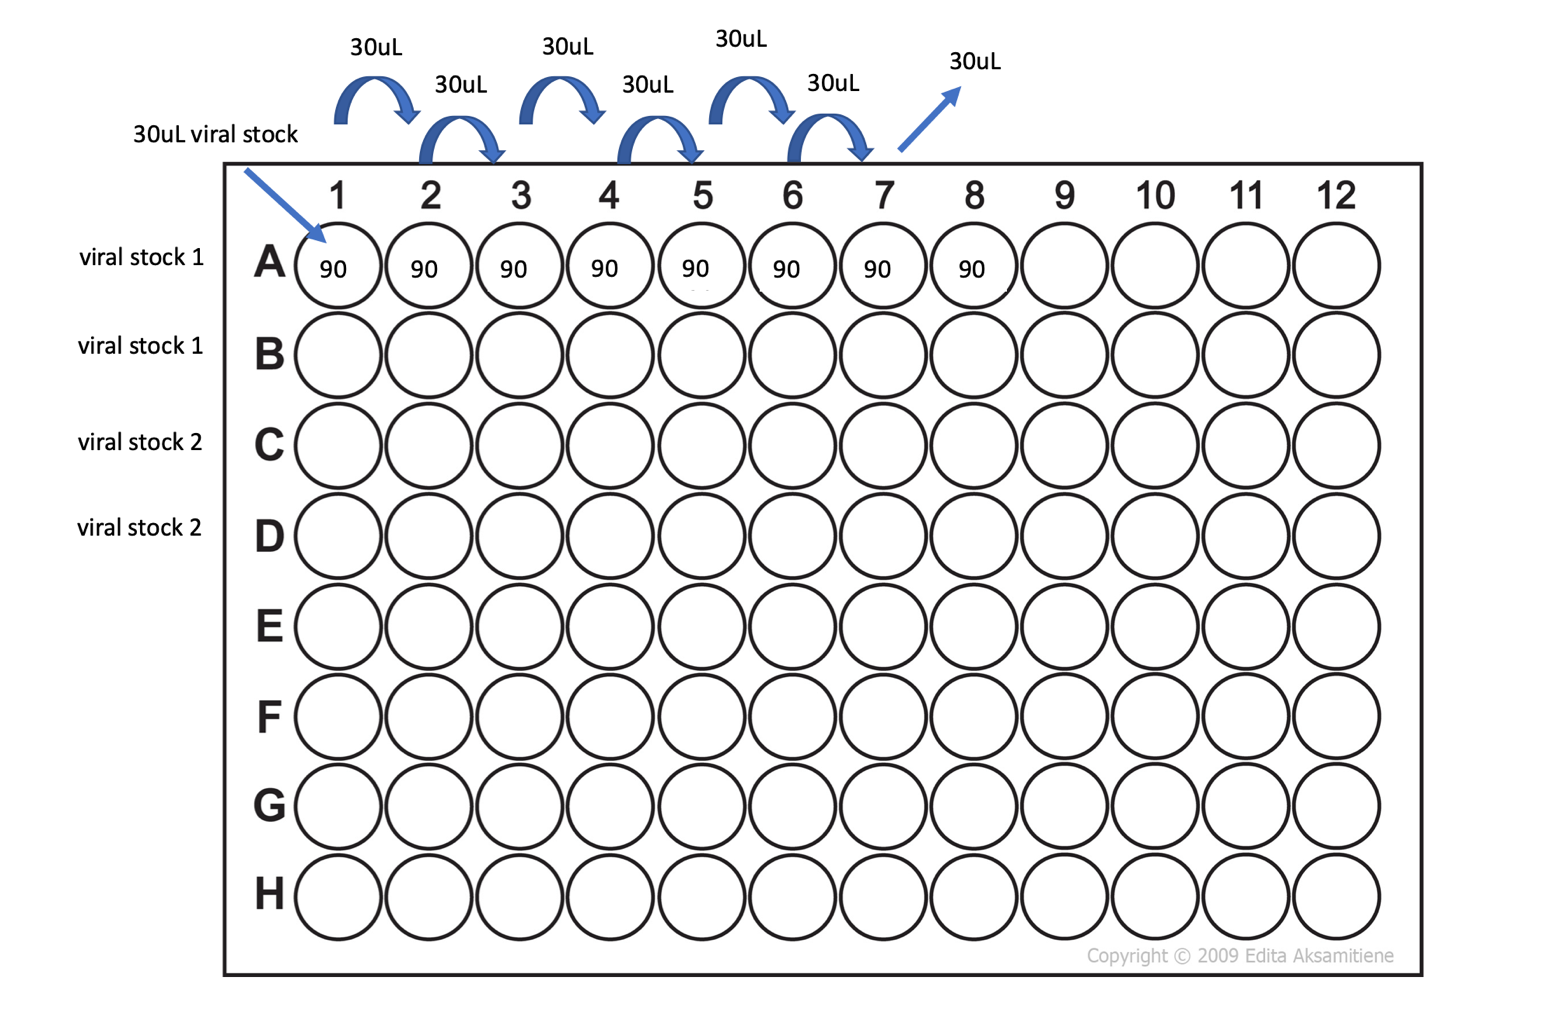 30uL
30uL
30uL
30uL
30uL
30uL
30uL
30uL viral stock
1 2 3 4 5 6 7 8 9 10 11 12
viral stock 1 A 90 90 90 90 90 90 90 90
viral stock 1 B
viral stock 2 C
viral stock 2 D
E
F
G
H
Copyright © 2009 Edita Aksamitiene